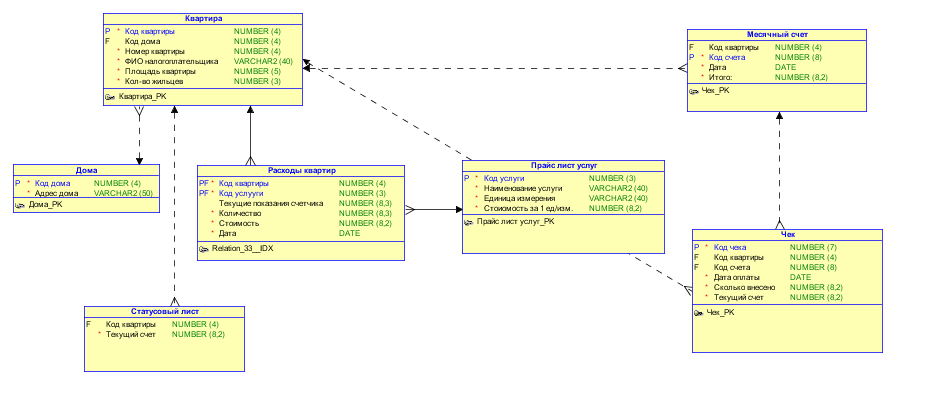 Квартира
P * Код квартиры NUMBER (4)
F Код дома NUMBER (4)
* Номер квартиры NUMBER (4)
* ФИО налогоплательщика VARCHAR2 (40)
* Площадь квартиры NUMBER (5)
* Кол-во жильцев NUMBER (3)
Квартира_PK
Месячный счет
F Код квартиры NUMBER (4)
P * Код счета NUMBER (8)
* Дата DATE
* Итого: NUMBER (8,2)
Чек_PK
Дома
P * Код дома NUMBER (4)
* Адрес дома VARCHAR2 (50)
Дома_PK
Расходы квартир
PF * Код квартиры NUMBER (4)
PF * Код услууги NUMBER (3)
Текущие показания счетчика NUMBER (8,3)
* Количество NUMBER (8,3)
* Стоимость NUMBER (8,2)
* Дата DATE
Relation_33__IDX
Прайс лист услуг
P * Код услуги NUMBER (3)
* Наименование услуги VARCHAR2 (40)
* Единица измерения VARCHAR2 (40)
* Стоиомость за 1 ед/изм. NUMBER (8,2)
Прайс лист услуг_PK
Чек
P * Код чека NUMBER (7)
F Код квартиры NUMBER (4)
F Код счета NUMBER (8)
* Дата оплаты DATE
* Сколько внесено NUMBER (8,2)
* Текущий счет NUMBER (8,2)
Чек_PK
Статусовый лист
F Код квартиры NUMBER (4)
* Текущий счет NUMBER (8,2)